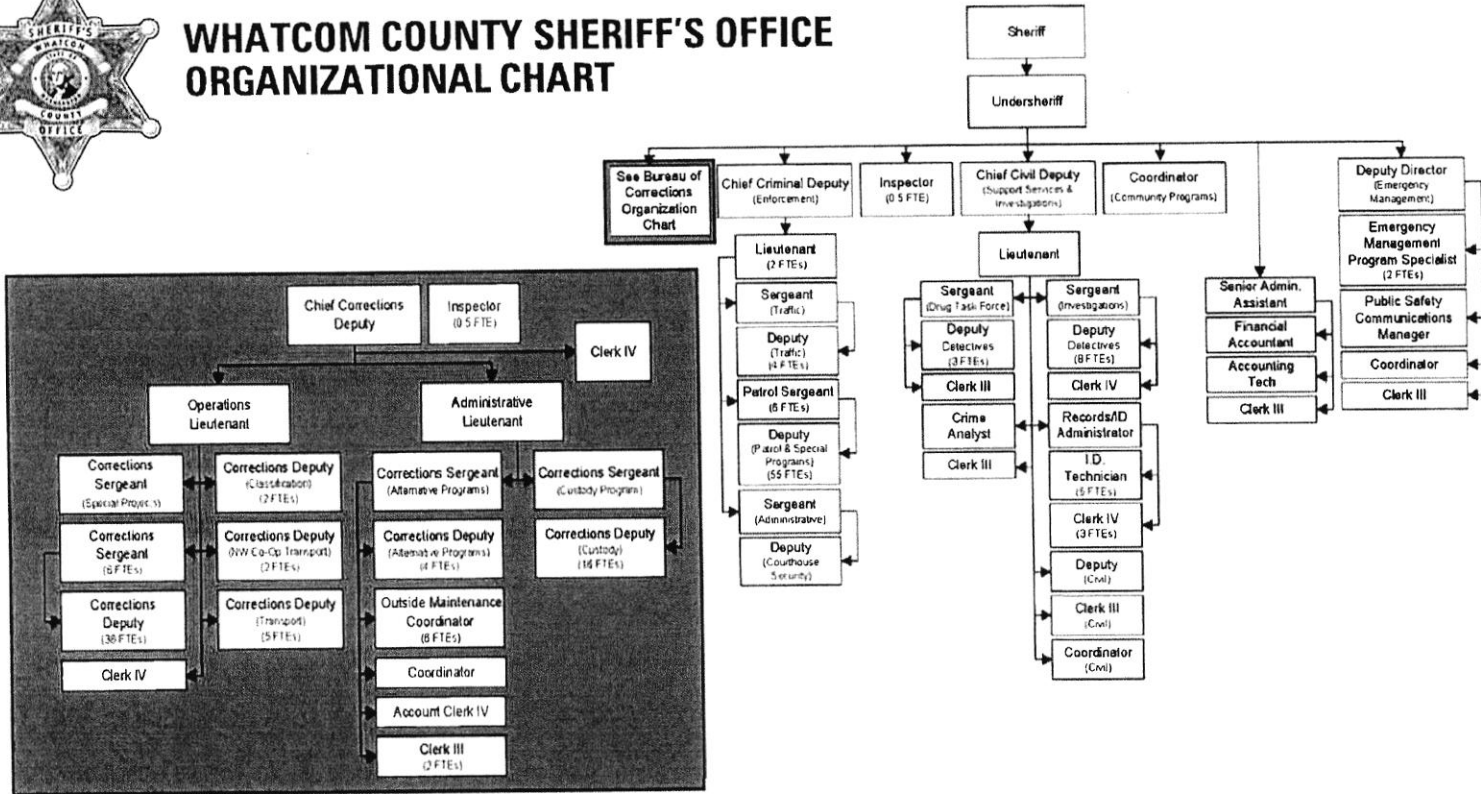 SHERIFF'S
WHATCOM
STATE OF
WASHINGTON
COUNTY
OFFICE
WHATCOM COUNTY SHERIFF'S OFFICE
ORGANIZATIONAL CHART
Sheriff
Undersheriff
See Bureau of
Corrections
Organization
Chart
Chief Criminal Deputy
(Enforcement)
Inspector
(0.5 FTE)
Chief Civil Deputy
(Support Services &
Investigations)
Coordinator
(Community Programs)
Deputy Director
(Emergency
Management)
Lieutenant
(2 FTEs)
Sergeant
(Traffic)
Deputy
(Traffic)
(4 FTEs)
Patrol Sergeant
(6 FTEs)
Deputy
(Patrol & Special
Programs)
(55 FTEs)
Sergeant
(Administrative)
Deputy
(Courthouse
Security)
Lieutenant
Sergeant
(Drug Task Force)
Deputy
Detectives
(3 FTEs)
Clerk III
Crime
Analyst
Clerk III
Sergeant
(Investigations)
Deputy
Detectives
(8 FTEs)
Clerk IV
Records/ID
Administrator
I.D.
Technician
(5 FTEs)
Clerk IV
(3 FTEs)
Deputy
(Civil)
Clerk III
(Civil)
Coordinator
(Civil)
Senior Admin.
Assistant
Financial
Accountant
Accounting
Tech
Clerk III
Emergency
Management
Program Specialist
(2 FTEs)
Public Safety
Communications
Manager
Coordinator
Clerk III
Chief Corrections
Deputy
Inspector
(0.5 FTE)
Clerk IV
Operations
Lieutenant
Administrative
Lieutenant
Corrections
Sergeant
(Special Projects)
Corrections
Sergeant
(6 FTEs)
Corrections
Deputy
(38 FTEs)
Clerk IV
Corrections Deputy
(Classification)
(2 FTEs)
Corrections Deputy
(NW Co-Op Transport)
(2 FTEs)
Corrections Deputy
(Transport)
(5 FTEs)
Corrections Sergeant
(Alternative Programs)
Corrections Deputy
(Alternative Programs)
(4 FTEs)
Outside Maintenance
Coordinator
(6 FTEs)
Coordinator
Account Clerk IV
Clerk III
(2 FTEs)
Corrections Sergeant
(Custody Program)
Corrections Deputy
(Custody)
(16 FTEs)